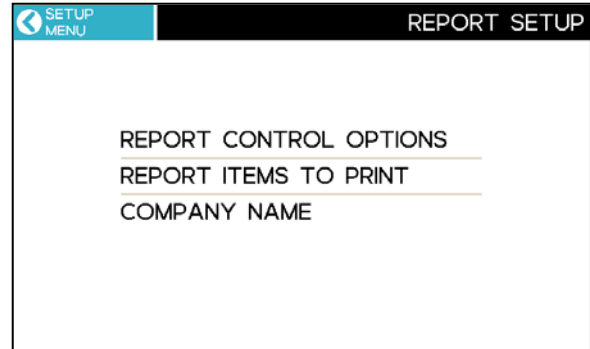 SETUP
MENU
REPORT SETUP
REPORT CONTROL OPTIONS
REPORT ITEMS TO PRINT
COMPANY NAME